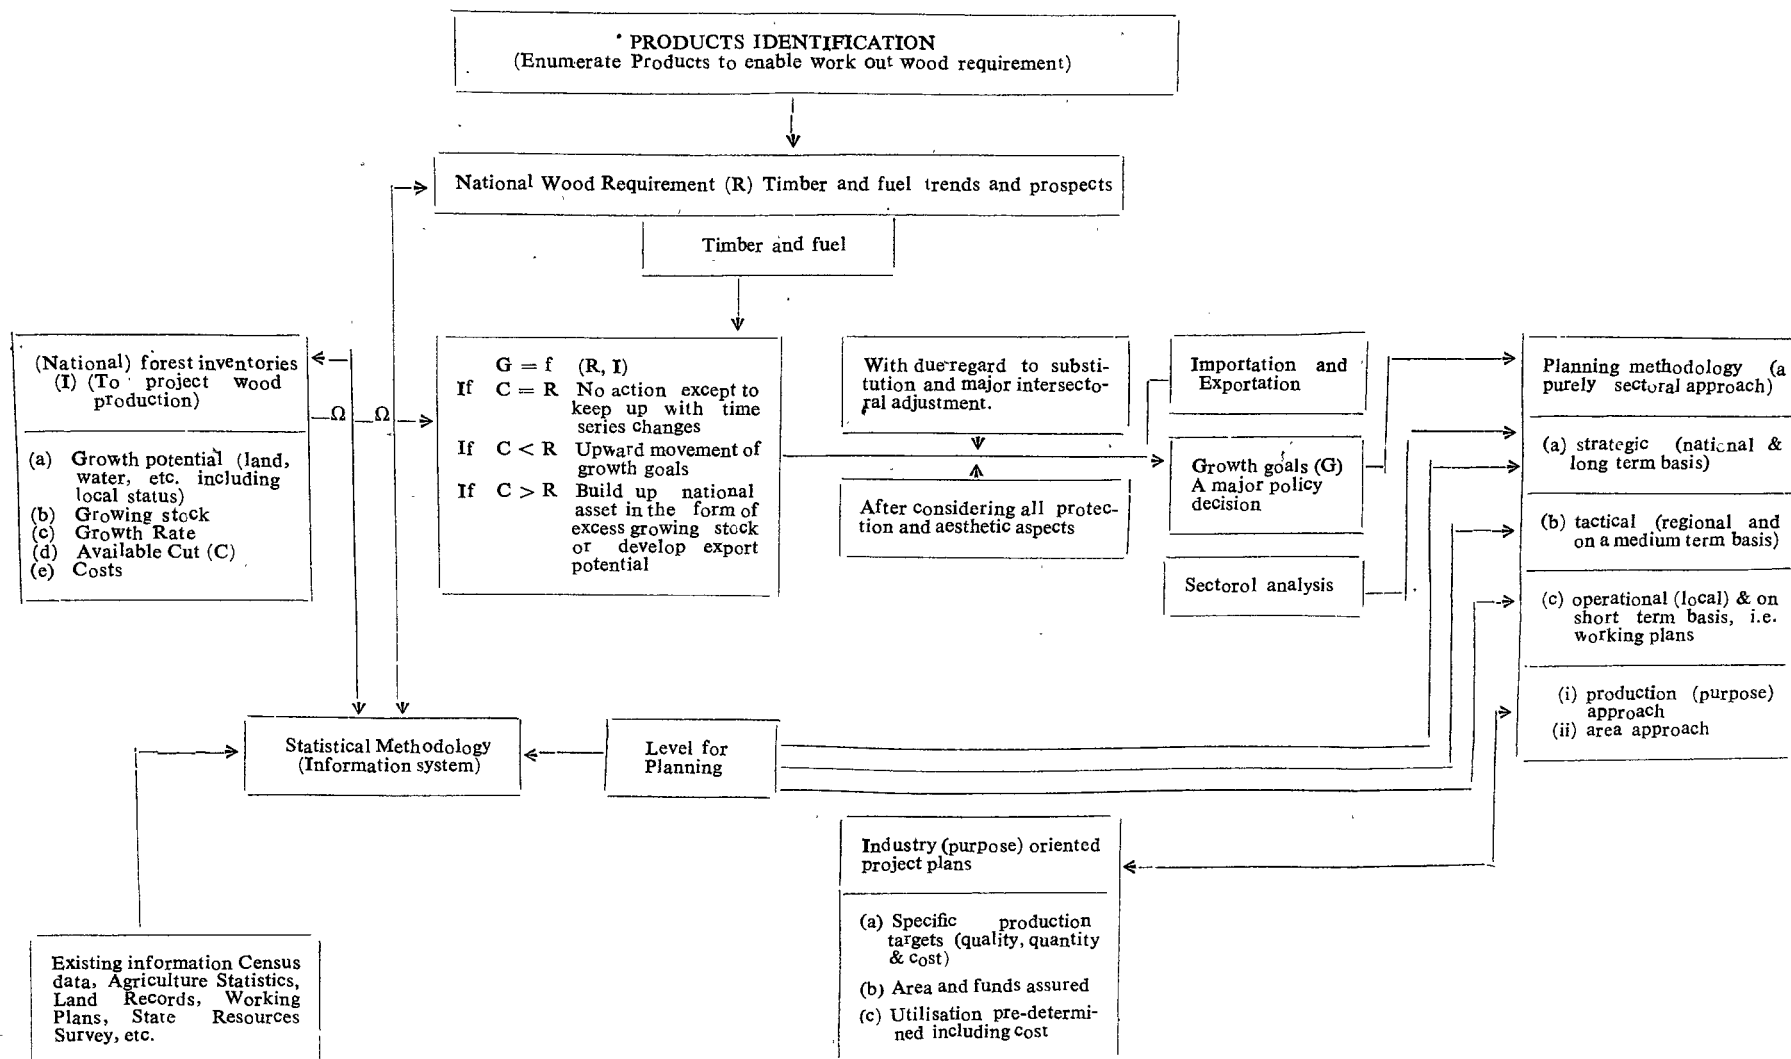 PRODUCTS IDENTIFICATION
(Enumerate Products to enable work out wood requirement)
National Wood Requirement (R) Timber and fuel trends and prospects
Timber and fuel
(National) forest inventories
(I) (To project wood
production)
(a) Growth potential (land,
water, etc. including
local status)
(b) Growing stock
(c) Growth Rate
(d) Available Cut (C)
(e) Costs
Ω
Ω
G = f (R, I)
If C = R No action except to
keep up with time
series changes
If C < R Upward movement of
growth goals
If C > R Build up national
asset in the form of
excess growing stock
or develop export
potential
With due regard to substi-
tution and major intersecto-
ral adjustment.
After considering all protec-
tion and aesthetic aspects
Importation and
Exportation
Growth goals (G)
A major policy
decision
Sectorol analysis
Planning methodology (a
purely sectoral approach)
(a) strategic (national &
long term basis)
(b) tactical (regional and
on a medium term basis)
(c) operational (local) & on
short term basis, i.e.
working plans
(i) production (purpose)
approach
(ii) area approach
Statistical Methodology
(Information system)
Level for
Planning
Industry (purpose) oriented
project plans
(a) Specific production
targets (quality, quantity
& cost)
(b) Area and funds assured
(c) Utilisation pre-determi-
ned including cost
Existing information Census
data, Agriculture Statistics,
Land Records, Working
Plans, State Resources
Survey, etc.